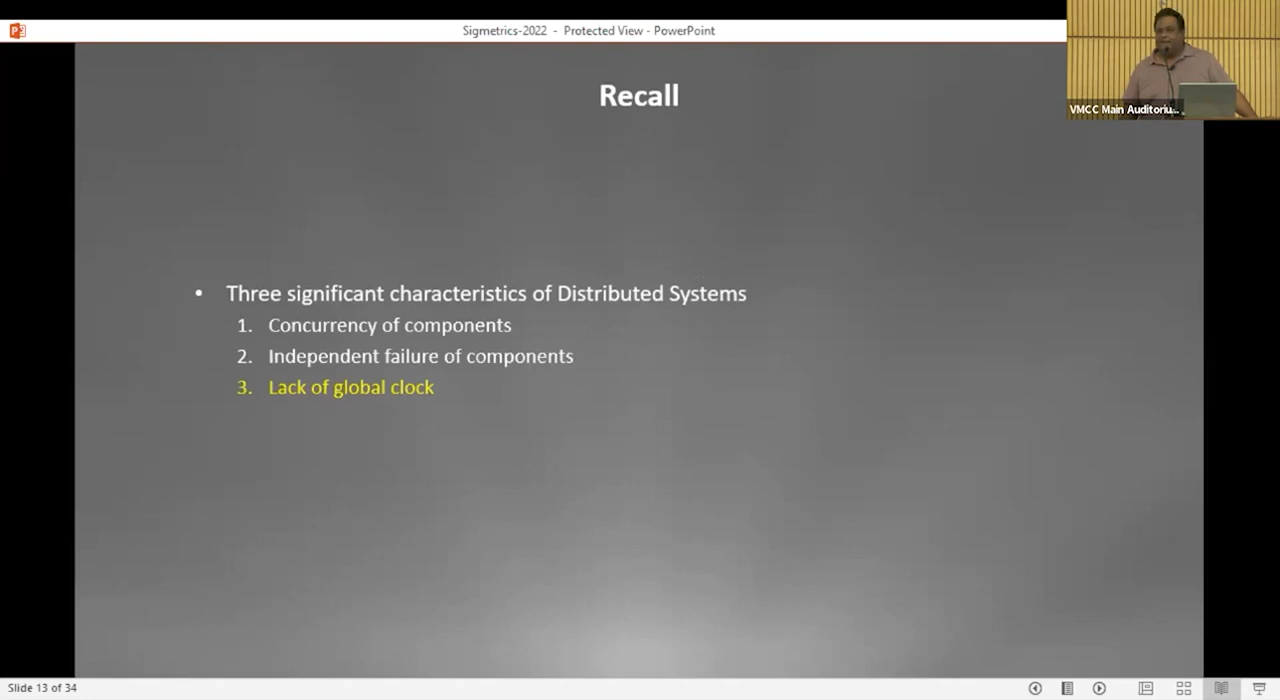 Sigmetrics-2022 - Protected View - PowerPoint
VMCC Main Auditoriu...
Recall
• Three significant characteristics of Distributed Systems
1. Concurrency of components
2. Independent failure of components
3. Lack of global clock
Slide 13 of 34